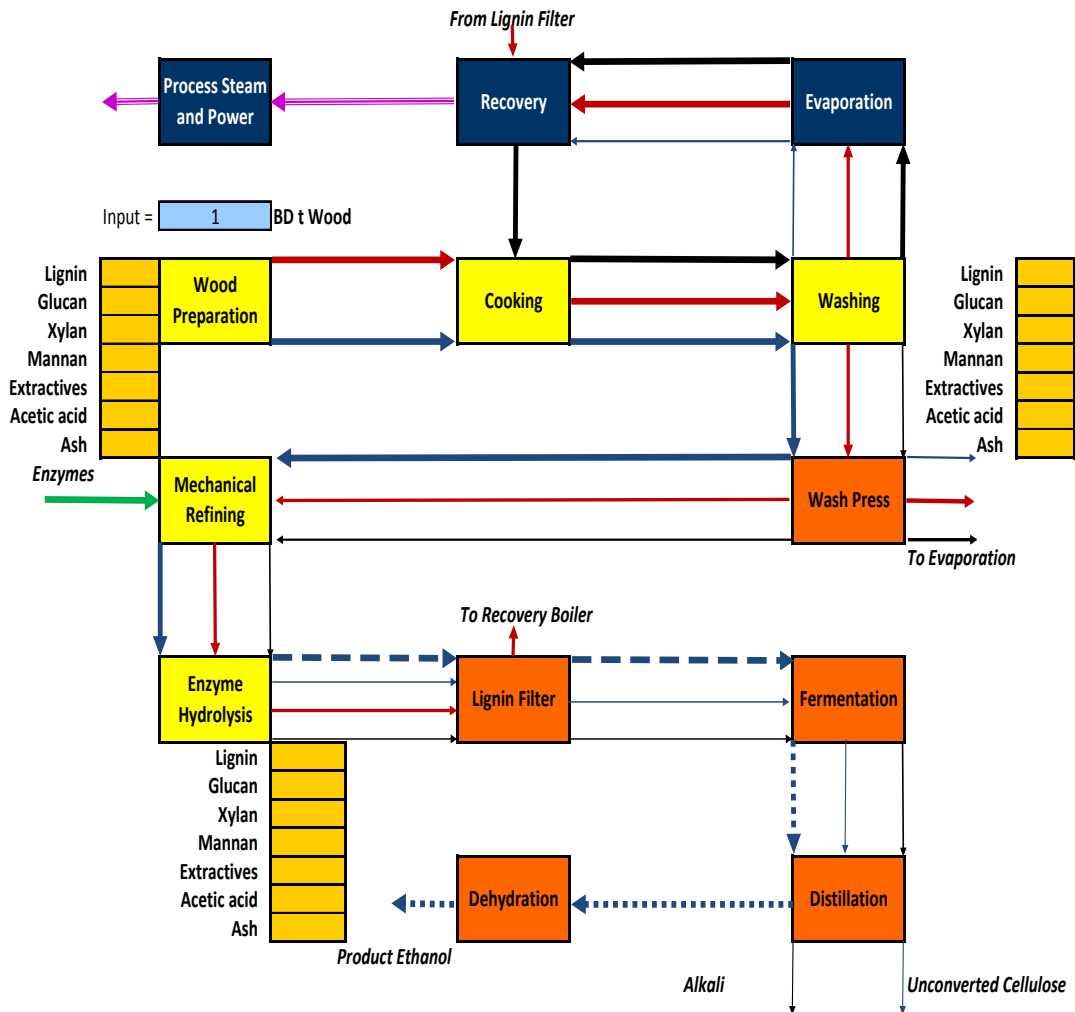 From Lignin Filter
Process Steam
and Power
Recovery
Evaporation
Input =
1
BD t Wood
Lignin
Glucan
Xylan
Mannan
Extractives
Acetic acid
Ash
Wood
Preparation
Cooking
Washing
Lignin
Glucan
Xylan
Mannan
Extractives
Acetic acid
Ash
Enzymes
Mechanical
Refining
Wash Press
To Evaporation
To Recovery Boiler
Enzyme
Hydrolysis
Lignin Filter
Fermentation
Lignin
Glucan
Xylan
Mannan
Extractives
Acetic acid
Ash
Dehydration
Distillation
Product Ethanol
Alkali
Unconverted Cellulose